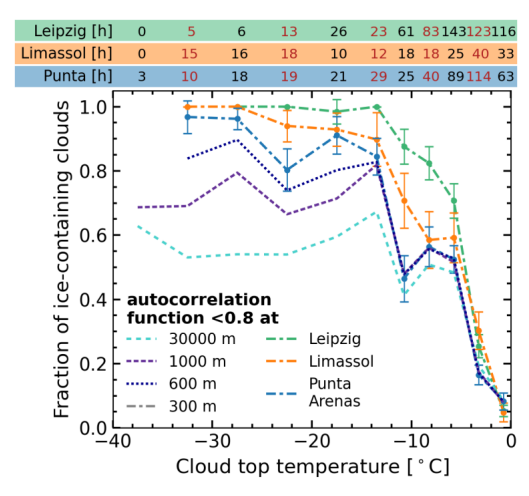 Leipzig [h] 0 5 6 13 26 23 61 83 143 123 116
Limassol [h] 0 15 16 18 10 12 18 18 25 40 33
Punta [h] 3 10 18 19 21 29 25 40 89 114 63
Fraction of ice-containing clouds
1.0
0.8
0.6
0.4
0.2
0.0
autocorrelation
function <0.8 at
30000 m
1000 m
600 m
300 m
Leipzig
Limassol
Punta
Arenas
−40 −30 −20 −10 0
Cloud top temperature [°C]